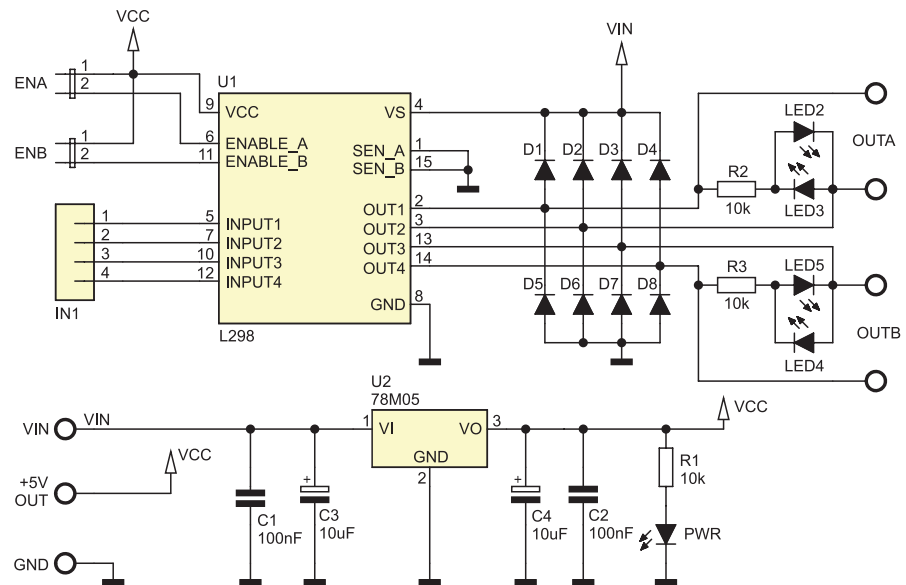 VCC
VIN
ENA
1
2
ENB
1
2
U1
9 VCC
6 ENABLE_A
11 ENABLE_B
5 INPUT1
7 INPUT2
10 INPUT3
12 INPUT4
VS 4
SEN_A 1
SEN_B 15
OUT1 2
OUT2 3
OUT3 13
OUT4 14
GND 8
L298
1
2
3
4
IN1
D1 D2 D3 D4
D5 D6 D7 D8
R2
10k
LED2
LED3
OUTA
R3
10k
LED5
LED4
OUTB
U2
78M05
1 VI
VO 3
GND
2
VIN
VIN
+5V
OUT
VCC
GND
C1
100nF
+
C3
10uF
+
C4
10uF
C2
100nF
VCC
R1
10k
PWR